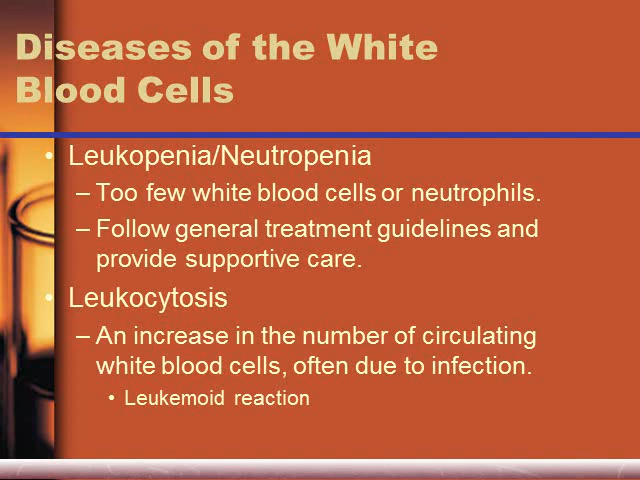 Diseases of the White
Blood Cells
• Leukopenia/Neutropenia
– Too few white blood cells or neutrophils.
– Follow general treatment guidelines and
provide supportive care.
• Leukocytosis
– An increase in the number of circulating
white blood cells, often due to infection.
• Leukemoid reaction